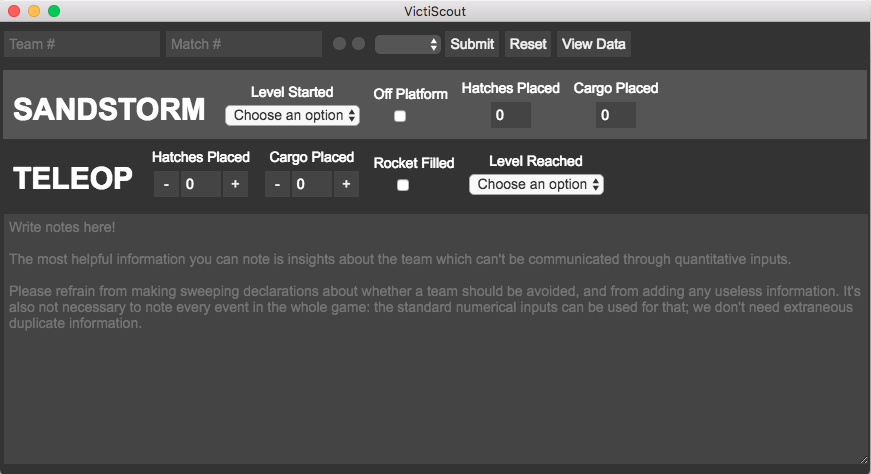 VictiScout
Team # Match # Submit Reset View Data
SANDSTORM
Level Started
Choose an option
Off Platform
Hatches Placed
0
Cargo Placed
0
TELEOP
Hatches Placed
- 0 +
Cargo Placed
- 0 +
Rocket Filled
Level Reached
Choose an option
Write notes here!
The most helpful information you can note is insights about the team which can't be communicated through quantitative inputs.
Please refrain from making sweeping declarations about whether a team should be avoided, and from adding any useless information. It's
also not necessary to note every event in the whole game: the standard numerical inputs can be used for that; we don't need extraneous
duplicate information.